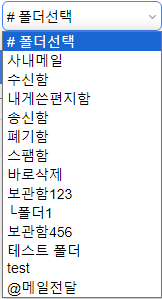 # 폴더선택
# 폴더선택
사내메일
수신함
내게쓴편지함
송신함
폐기함
스팸함
바로삭제
보관함123
└폴더1
보관함456
테스트 폴더
test
@메일전달